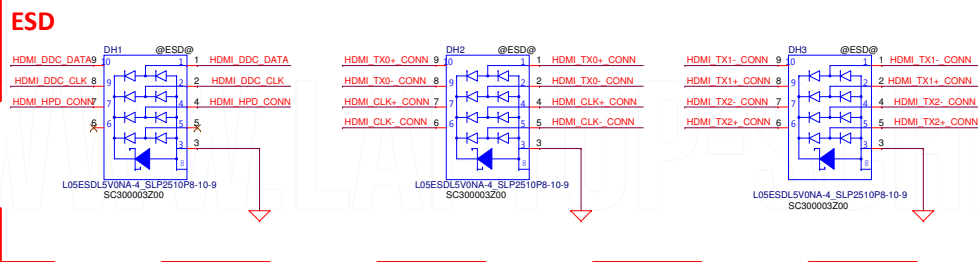 ESD
DH1 @ESD@
HDMI_DDC_DATA 9 10 1 1 HDMI_DDC_DATA
HDMI_DDC_CLK 8 9 2 2 HDMI_DDC_CLK
HDMI_HPD_CONN 7 7 4 4 HDMI_HPD_CONN
6 6 5 5
3 3
8
L05ESDL5V0NA-4_SLP2510P8-10-9
SC300003Z00
DH2 @ESD@
HDMI_TX0+_CONN 9 10 1 1 HDMI_TX0+_CONN
HDMI_TX0-_CONN 8 9 2 2 HDMI_TX0-_CONN
HDMI_CLK+_CONN 7 7 4 4 HDMI_CLK+_CONN
HDMI_CLK-_CONN 6 6 5 5 HDMI_CLK-_CONN
3 3
8
L05ESDL5V0NA-4_SLP2510P8-10-9
SC300003Z00
DH3 @ESD@
HDMI_TX1-_CONN 9 10 1 1 HDMI_TX1-_CONN
HDMI_TX1+_CONN 8 9 2 2 HDMI_TX1+_CONN
HDMI_TX2-_CONN 7 7 4 4 HDMI_TX2-_CONN
HDMI_TX2+_CONN 6 6 5 5 HDMI_TX2+_CONN
3 3
8
L05ESDL5V0NA-4_SLP2510P8-10-9
SC300003Z00